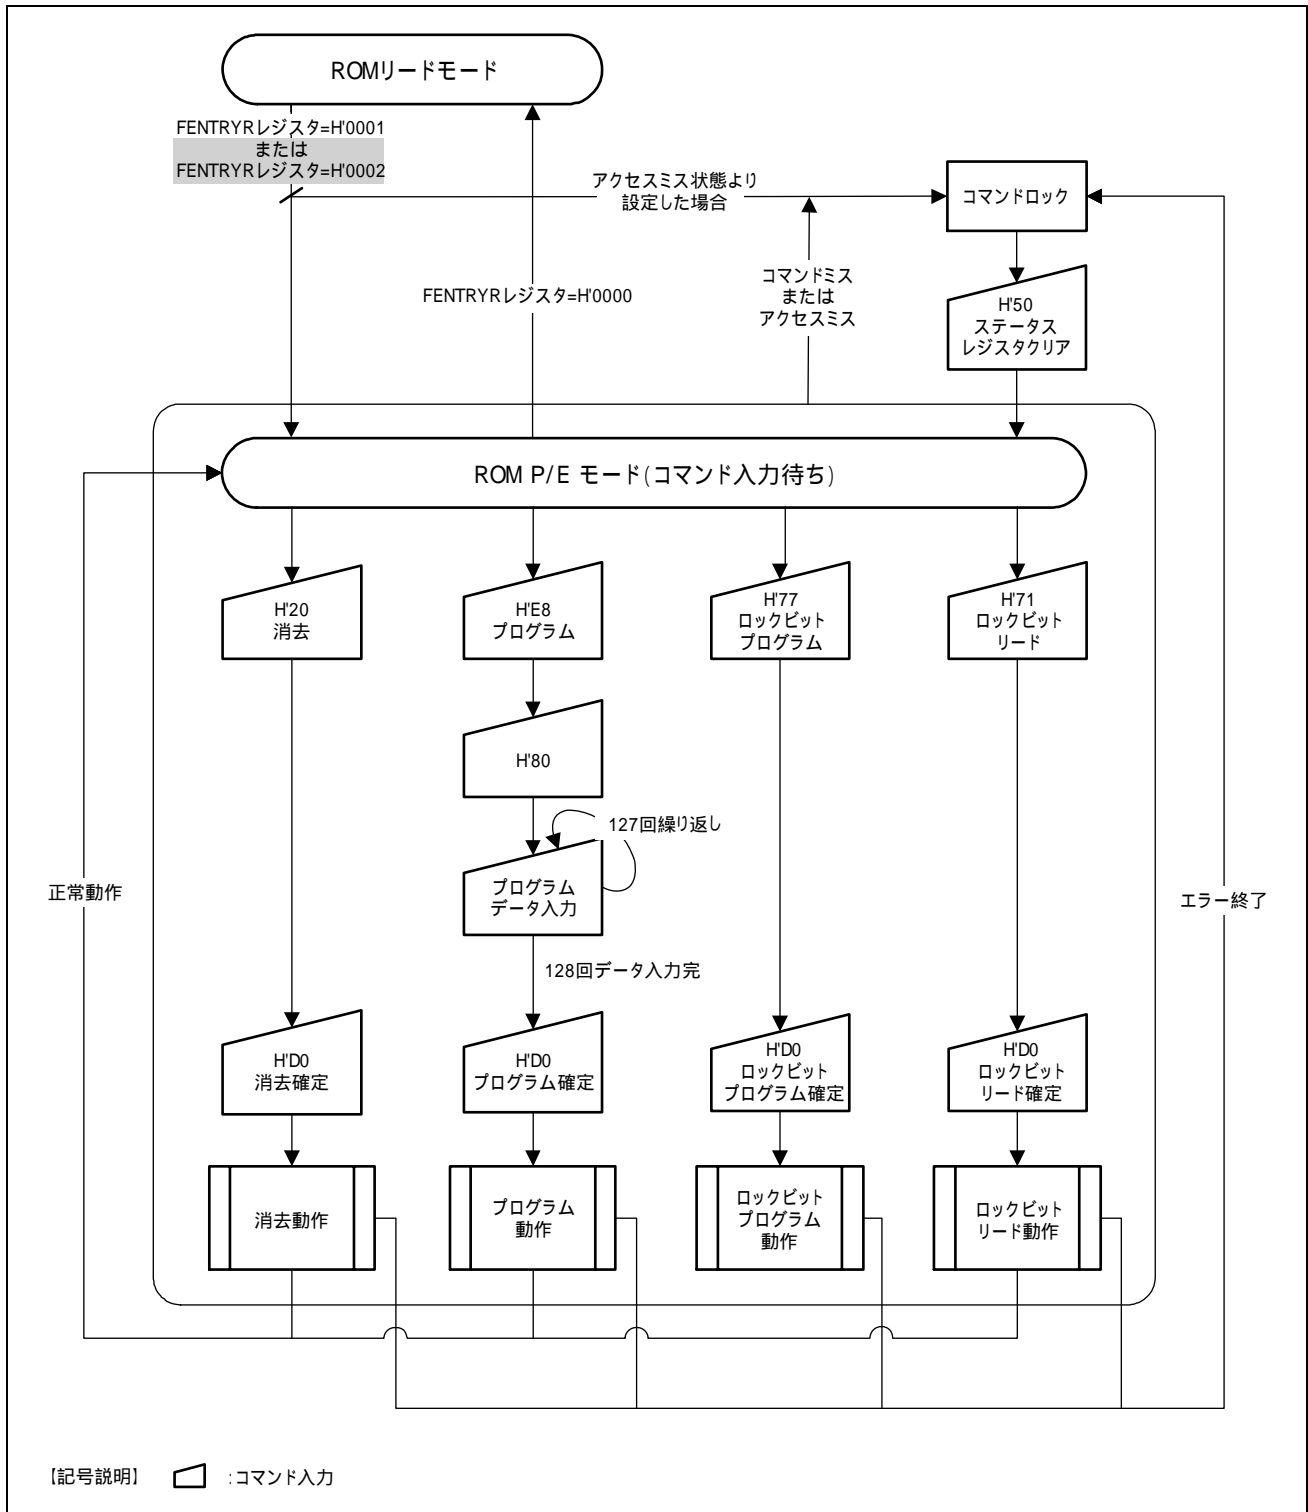 ROMリードモード
FENTRYRレジスタ=H'0001
または
FENTRYRレジスタ=H'0002
アクセスミス状態より
設定した場合
コマンドロック
コマンドミス
または
アクセスミス
FENTRYRレジスタ=H'0000
H'50
ステータス
レジスタクリア
ROM P/E モード(コマンド入力待ち)
H'20
消去
H'E8
プログラム
H'77
ロックビット
プログラム
H'71
ロックビット
リード
H'80
127回繰り返し
プログラム
データ入力
正常動作
エラー終了
128回データ入力完
H'D0
消去確定
H'D0
プログラム確定
H'D0
ロックビット
プログラム確定
H'D0
ロックビット
リード確定
消去動作
プログラム
動作
ロックビット
プログラム
動作
ロックビット
リード動作
【記号説明】 :コマンド入力